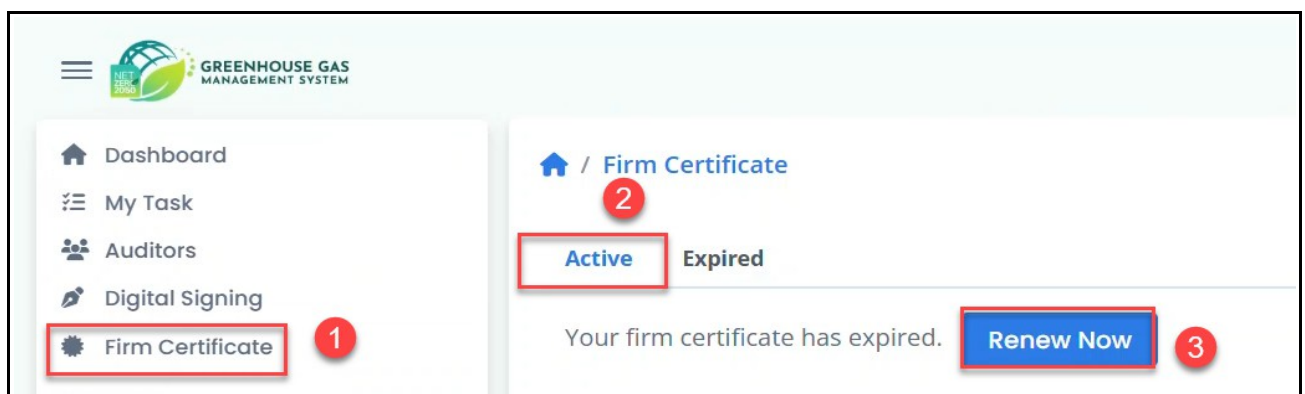 NET
ZERO
2050
GREENHOUSE GAS
MANAGEMENT SYSTEM
Dashboard
My Task
Auditors
Digital Signing
Firm Certificate
1
/ Firm Certificate
2
Active Expired
Your firm certificate has expired. Renew Now
3